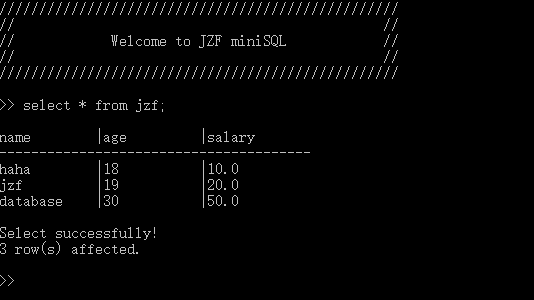 //////////////////////////////////////////////////
// //
// Welcome to JZF miniSQL //
// //
//////////////////////////////////////////////////
>> select * from jzf;
name |age |salary
---------------------------------------
haha |18 |10.0
jzf |19 |20.0
database |30 |50.0
Select successfully!
3 row(s) affected.
>>